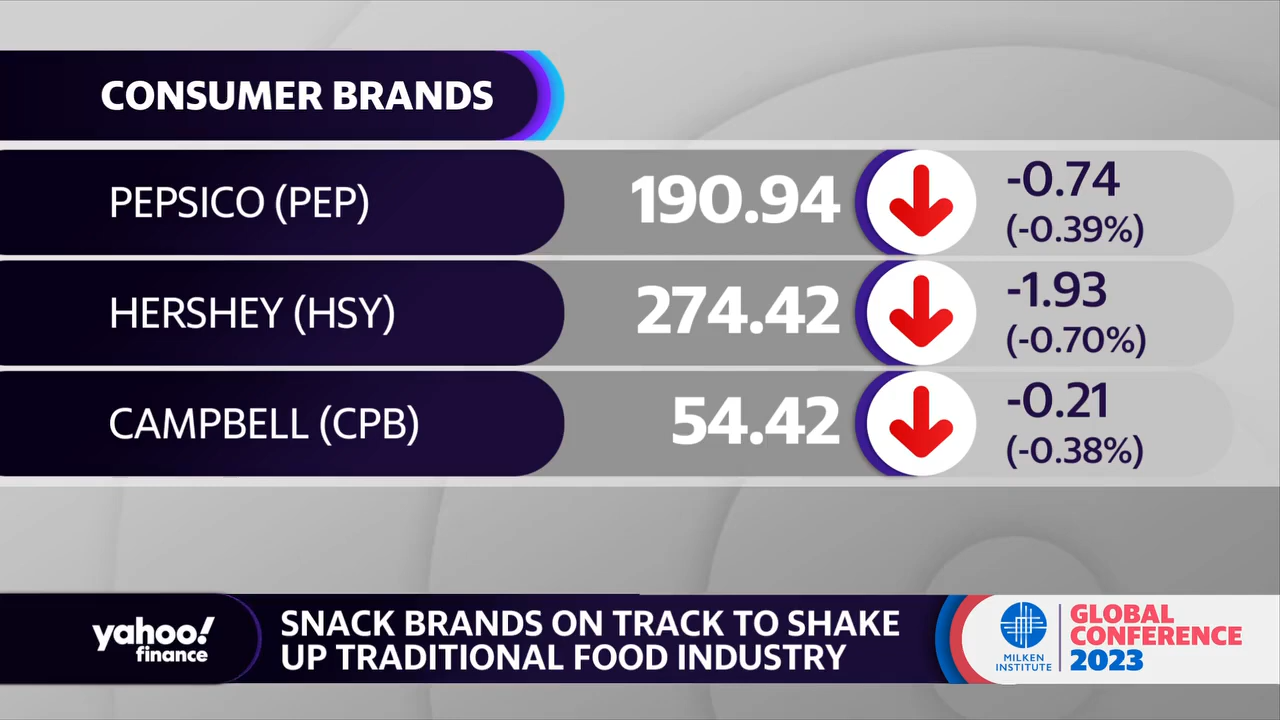 CONSUMER BRANDS
PEPSICO (PEP) 190.94 -0.74
(-0.39%)
HERSHEY (HSY) 274.42 -1.93
(-0.70%)
CAMPBELL (CPB) 54.42 -0.21
(-0.38%)
yahoo!
finance
SNACK BRANDS ON TRACK TO SHAKE
UP TRADITIONAL FOOD INDUSTRY
MILKEN
INSTITUTE
GLOBAL
CONFERENCE
2023